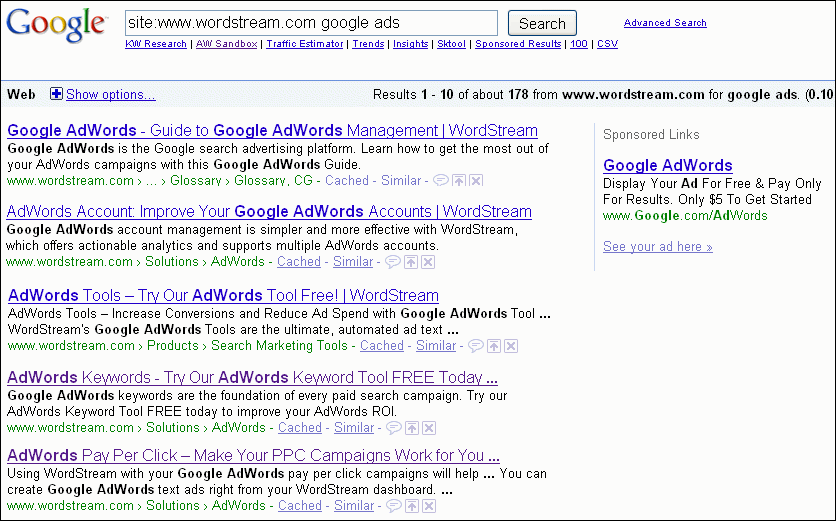 Google
site:www.wordstream.com google ads
Search
Advanced Search
KW Research | AW Sandbox | Traffic Estimator | Trends | Insights | Sktool | Sponsored Results | 100 | CSV
Web Show options...
Results 1 - 10 of about 178 from www.wordstream.com for google ads. (0.10
Google AdWords - Guide to Google AdWords Management | WordStream
Google AdWords is the Google search advertising platform. Learn how to get the most out of
your AdWords campaigns with this Google AdWords Guide.
www.wordstream.com › ... › Glossary › Glossary, CG - Cached - Similar -
AdWords Account: Improve Your Google AdWords Accounts | WordStream
Google AdWords account management is simpler and more effective with WordStream,
which offers actionable analytics and supports multiple AdWords accounts.
www.wordstream.com › Solutions › AdWords - Cached - Similar -
AdWords Tools – Try Our AdWords Tool Free! | WordStream
AdWords Tools – Increase Conversions and Reduce Ad Spend with Google AdWords Tool ...
WordStream's Google AdWords Tools are the ultimate, automated ad text ...
www.wordstream.com › Products › Search Marketing Tools - Cached - Similar -
AdWords Keywords - Try Our AdWords Keyword Tool FREE Today ...
Google AdWords keywords are the foundation of every paid search campaign. Try our
AdWords Keyword Tool FREE today to improve your AdWords ROI.
www.wordstream.com › Solutions › AdWords - Cached - Similar -
AdWords Pay Per Click – Make Your PPC Campaigns Work for You ...
Using WordStream with your Google AdWords pay per click campaigns will help ... You can
create Google AdWords text ads right from your WordStream dashboard. ...
www.wordstream.com › Solutions › AdWords - Cached - Similar -
Sponsored Links
Google AdWords
Display Your Ad For Free & Pay Only
For Results. Only $5 To Get Started
www.Google.com/AdWords
See your ad here »